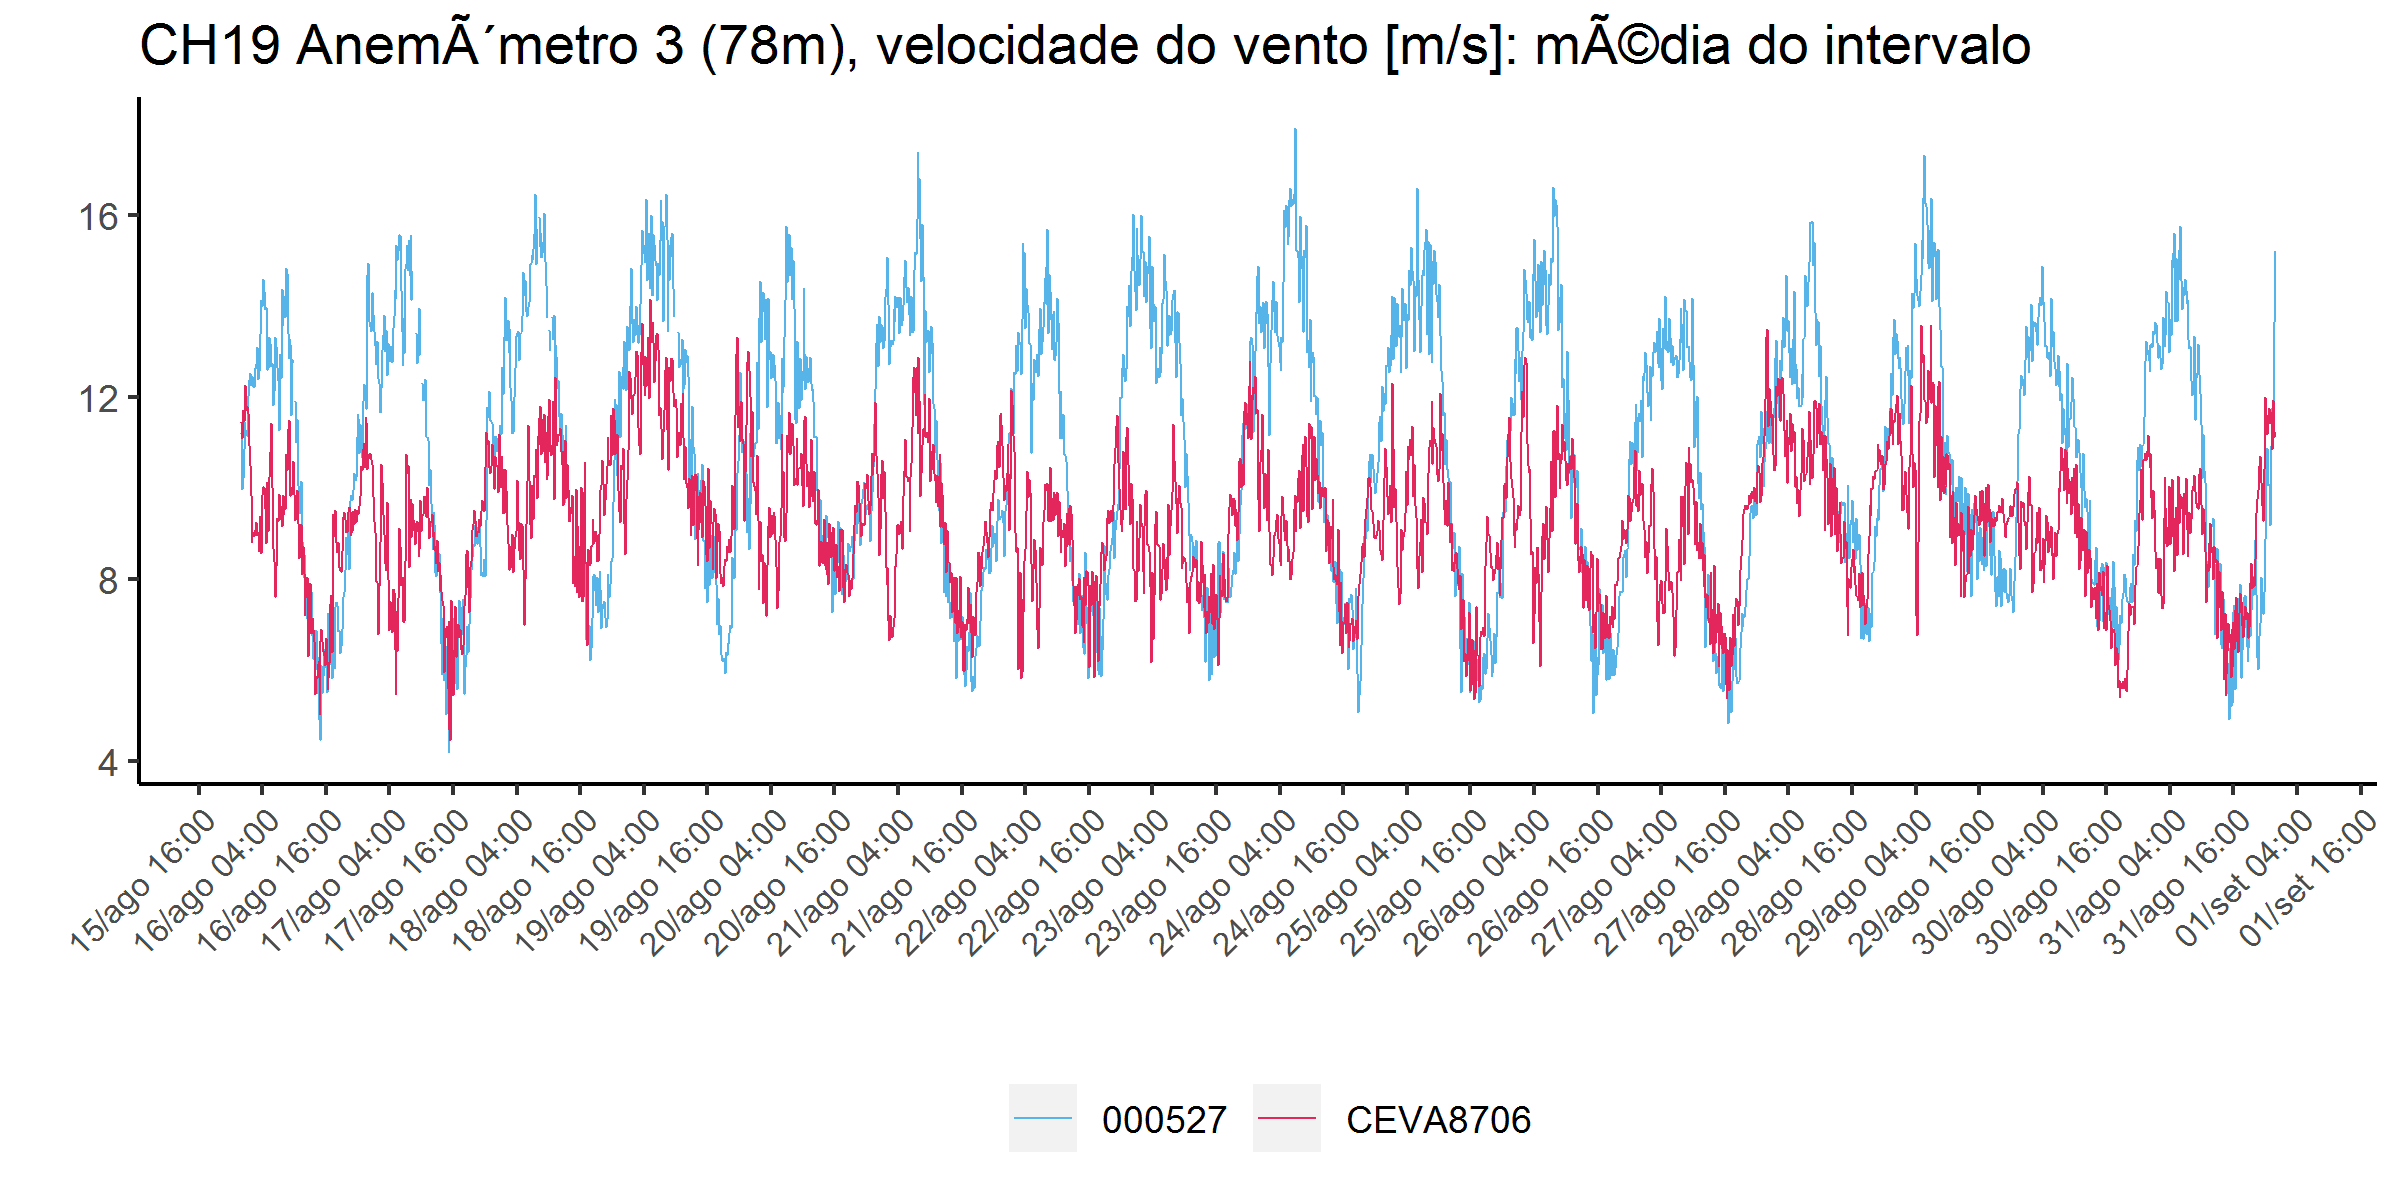 CH19 AnemÃ´metro 3 (78m), velocidade do vento [m/s]: mÃ©dia do intervalo
16
12
8
4
15/ago 16:00
16/ago 04:00
16/ago 16:00
17/ago 04:00
17/ago 16:00
18/ago 04:00
18/ago 16:00
19/ago 04:00
19/ago 16:00
20/ago 04:00
20/ago 16:00
21/ago 04:00
21/ago 16:00
22/ago 04:00
22/ago 16:00
23/ago 04:00
23/ago 16:00
24/ago 04:00
24/ago 16:00
25/ago 04:00
25/ago 16:00
26/ago 04:00
26/ago 16:00
27/ago 04:00
27/ago 16:00
28/ago 04:00
28/ago 16:00
29/ago 04:00
29/ago 16:00
30/ago 04:00
30/ago 16:00
31/ago 04:00
31/ago 16:00
01/set 04:00
01/set 16:00
000527
CEVA8706